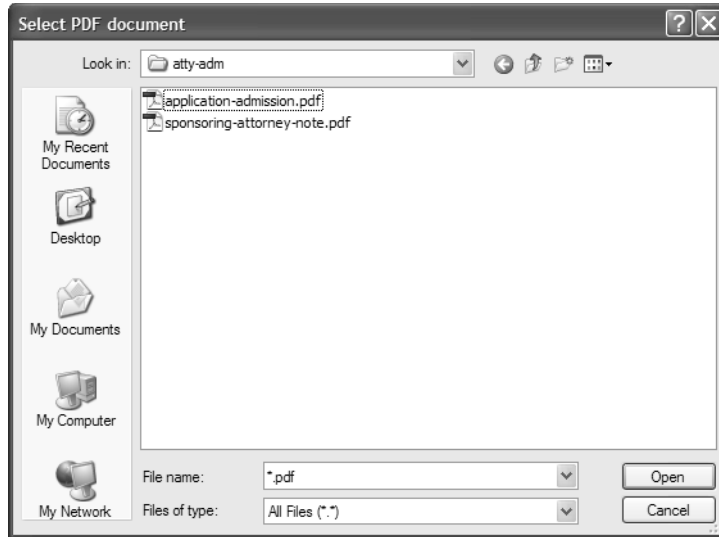 Select PDF document
Look in:
atty-adm
application-admission.pdf
sponsoring-attorney-note.pdf
My Recent
Documents
Desktop
My Documents
My Computer
My Network
File name:
*.pdf
Open
Files of type:
All Files (*.*)
Cancel